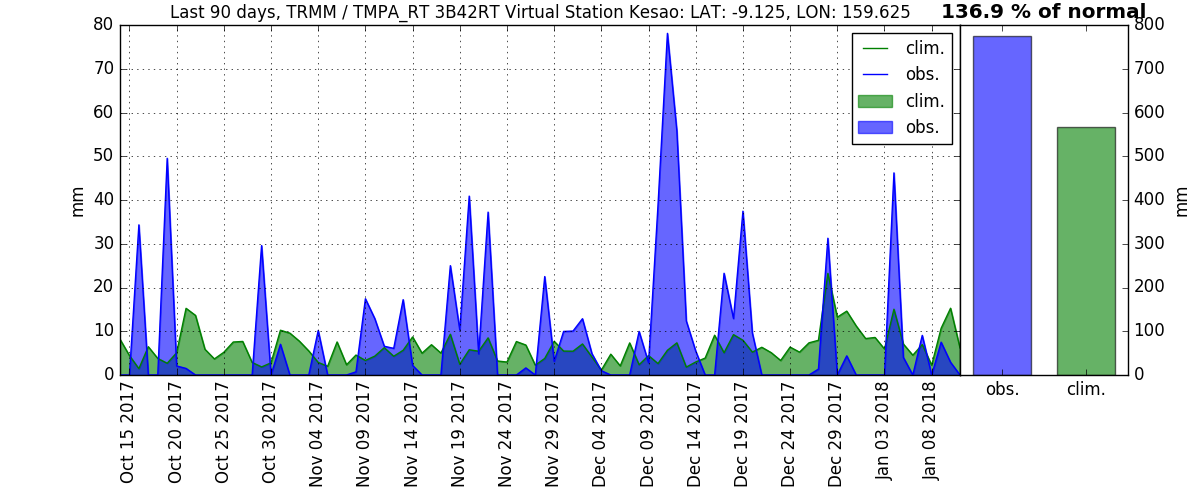 Last 90 days, TRMM / TMPA_RT 3B42RT Virtual Station Kesao: LAT: -9.125, LON: 159.625
136.9 % of normal
80
70
60
50
40
30
20
10
0
mm
clim.
obs.
clim.
obs.
800
700
600
500
400
300
200
100
0
mm
Oct 15 2017
Oct 20 2017
Oct 25 2017
Oct 30 2017
Nov 04 2017
Nov 09 2017
Nov 14 2017
Nov 19 2017
Nov 24 2017
Nov 29 2017
Dec 04 2017
Dec 09 2017
Dec 14 2017
Dec 19 2017
Dec 24 2017
Dec 29 2017
Jan 03 2018
Jan 08 2018
obs.
clim.